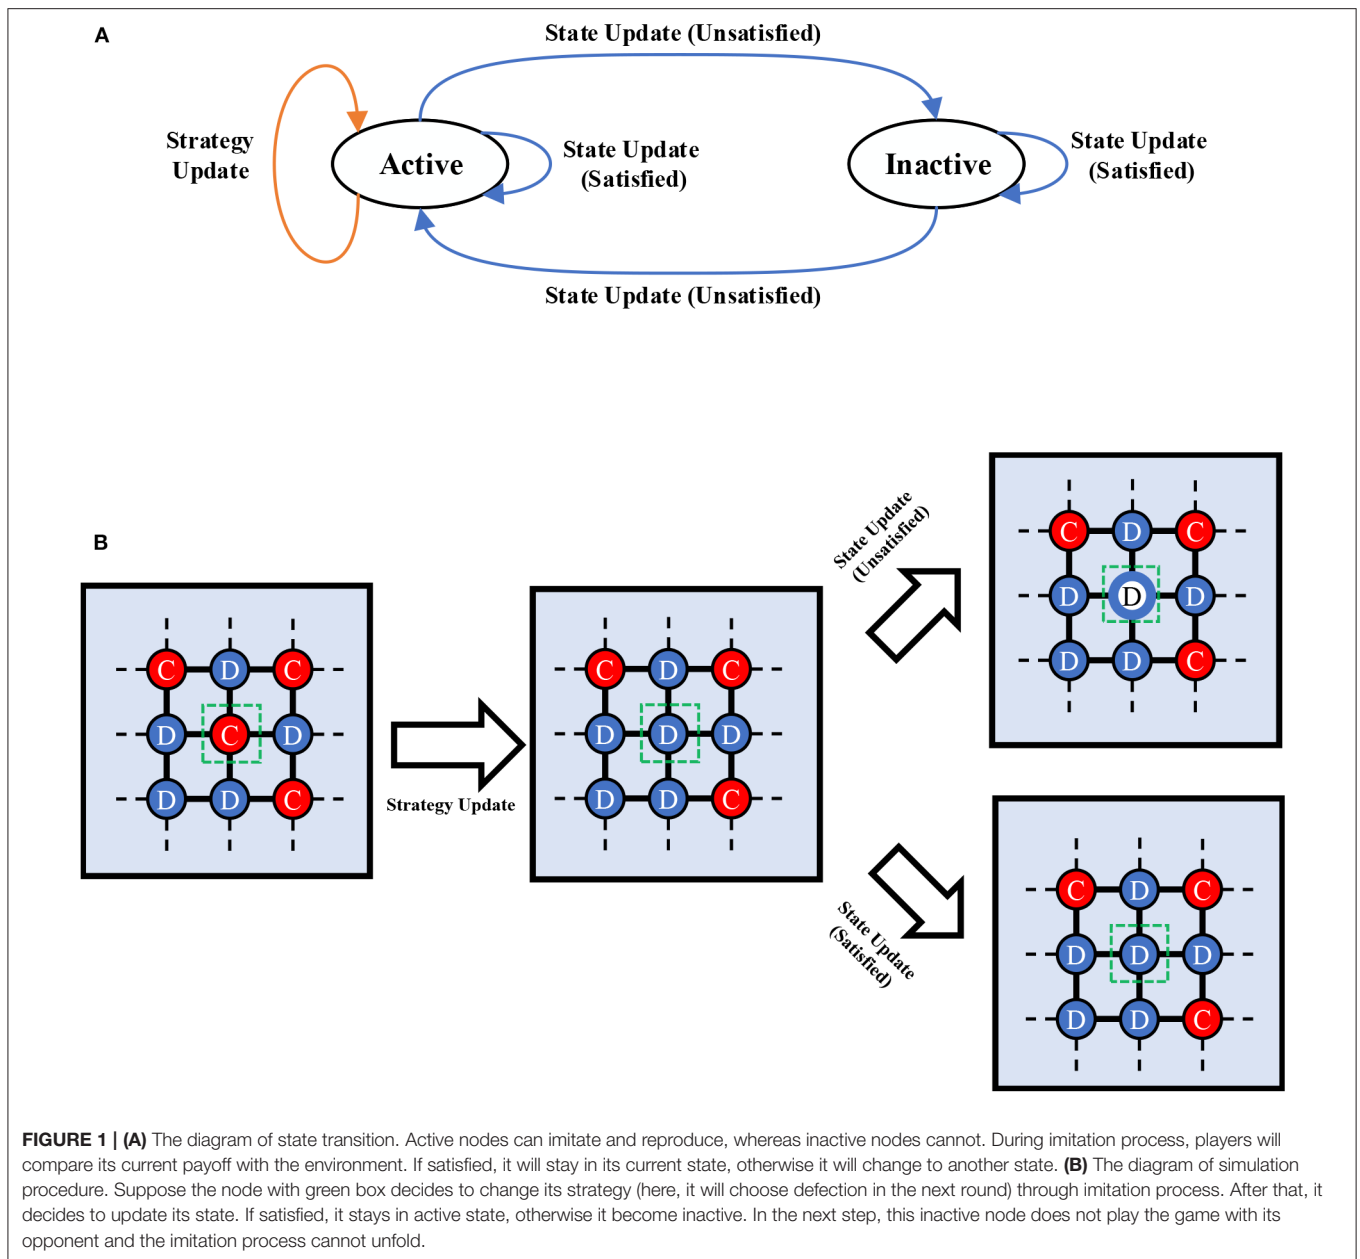 A
State Update (Unsatisfied)
Strategy
Update
Active
State Update
(Satisfied)
Inactive
State Update
(Satisfied)
State Update (Unsatisfied)
B
C D C
D C D
D D C
Strategy Update
C D C
D D D
D D C
State Update
(Unsatisfied)
C D C
D D D
D D C
State Update
(Satisfied)
C D C
D D D
D D C
FIGURE 1 | (A) The diagram of state transition. Active nodes can imitate and reproduce, whereas inactive nodes cannot. During imitation process, players will
compare its current payoff with the environment. If satisfied, it will stay in its current state, otherwise it will change to another state. (B) The diagram of simulation
procedure. Suppose the node with green box decides to change its strategy (here, it will choose defection in the next round) through imitation process. After that, it
decides to update its state. If satisfied, it stays in active state, otherwise it become inactive. In the next step, this inactive node does not play the game with its
opponent and the imitation process cannot unfold.